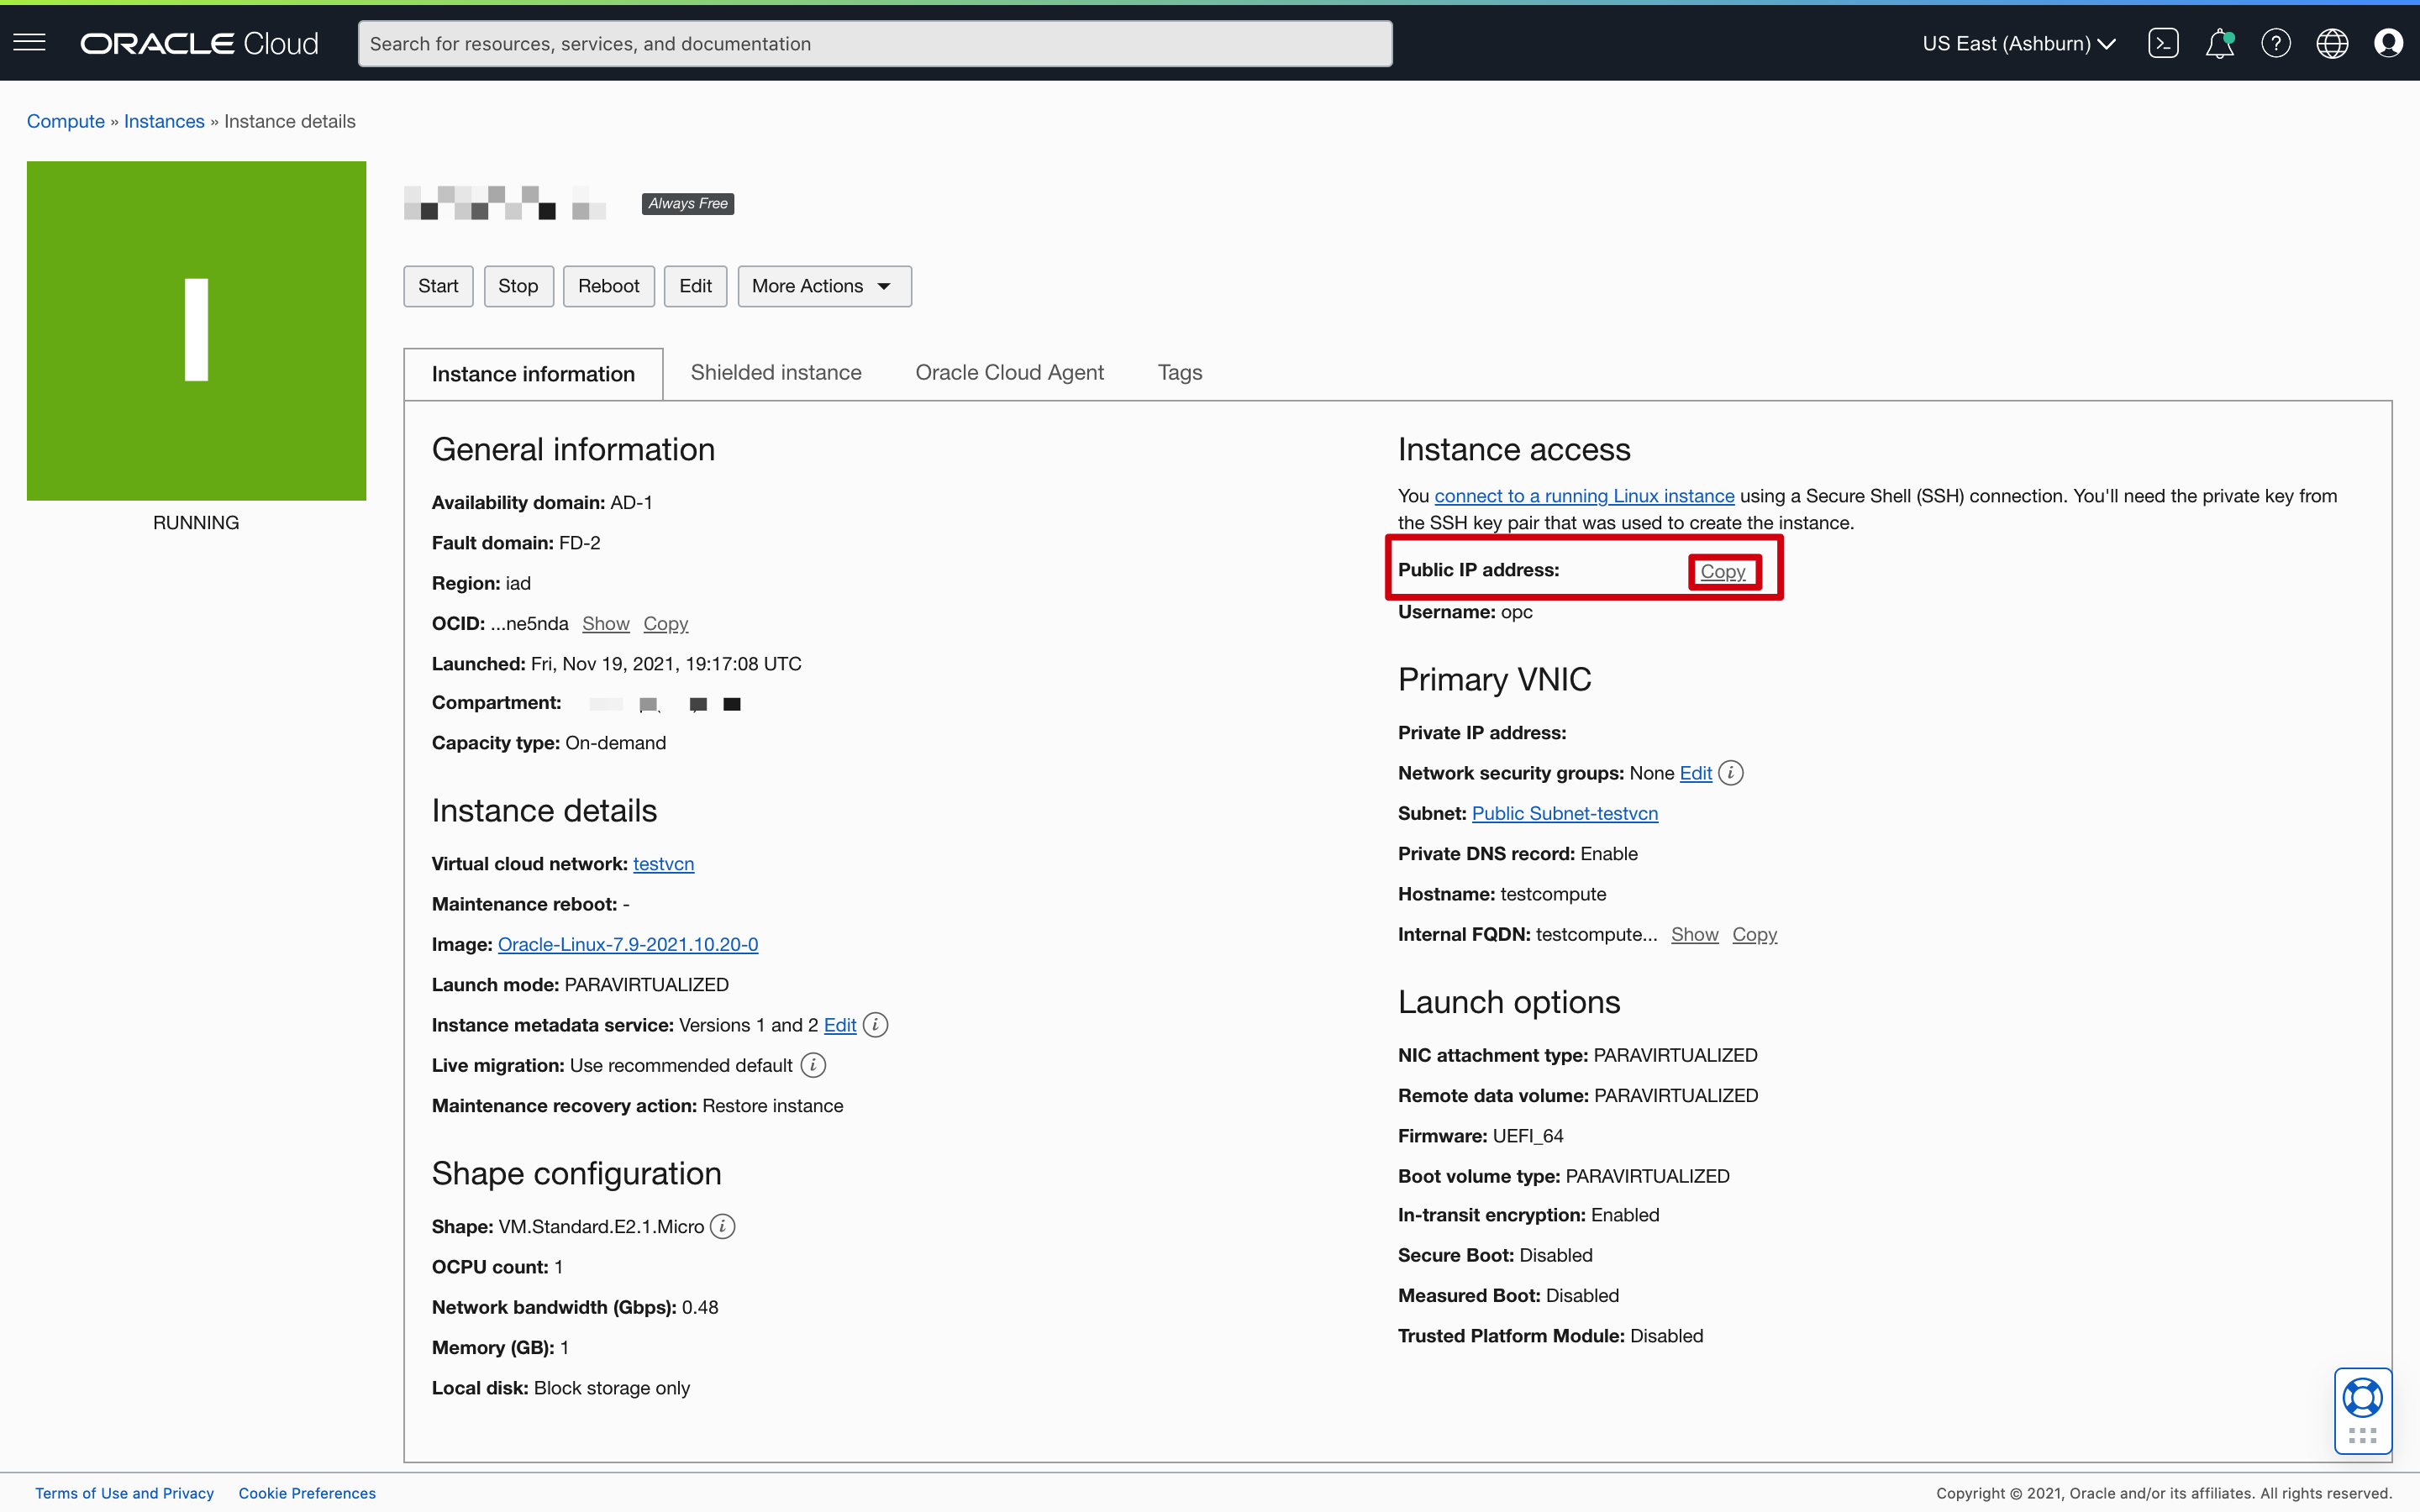 ORACLE Cloud
Search for resources, services, and documentation
US East (Ashburn)
Compute » Instances » Instance details
I
RUNNING
Always Free
Start
Stop
Reboot
Edit
More Actions
Instance information
Shielded instance
Oracle Cloud Agent
Tags
General information
Availability domain: AD-1
Fault domain: FD-2
Region: iad
OCID: ...ne5nda Show Copy
Launched: Fri, Nov 19, 2021, 19:17:08 UTC
Compartment:
Capacity type: On-demand
Instance details
Virtual cloud network: testvcn
Maintenance reboot: -
Image: Oracle-Linux-7.9-2021.10.20-0
Launch mode: PARAVIRTUALIZED
Instance metadata service: Versions 1 and 2 Edit
Live migration: Use recommended default
Maintenance recovery action: Restore instance
Shape configuration
Shape: VM.Standard.E2.1.Micro
OCPU count: 1
Network bandwidth (Gbps): 0.48
Memory (GB): 1
Local disk: Block storage only
Instance access
You connect to a running Linux instance using a Secure Shell (SSH) connection. You'll need the private key from
the SSH key pair that was used to create the instance.
Public IP address: Copy
Username: opc
Primary VNIC
Private IP address:
Network security groups: None Edit
Subnet: Public Subnet-testvcn
Private DNS record: Enable
Hostname: testcompute
Internal FQDN: testcompute... Show Copy
Launch options
NIC attachment type: PARAVIRTUALIZED
Remote data volume: PARAVIRTUALIZED
Firmware: UEFI_64
Boot volume type: PARAVIRTUALIZED
In-transit encryption: Enabled
Secure Boot: Disabled
Measured Boot: Disabled
Trusted Platform Module: Disabled
Terms of Use and Privacy
Cookie Preferences
Copyright © 2021, Oracle and/or its affiliates. All rights reserved.